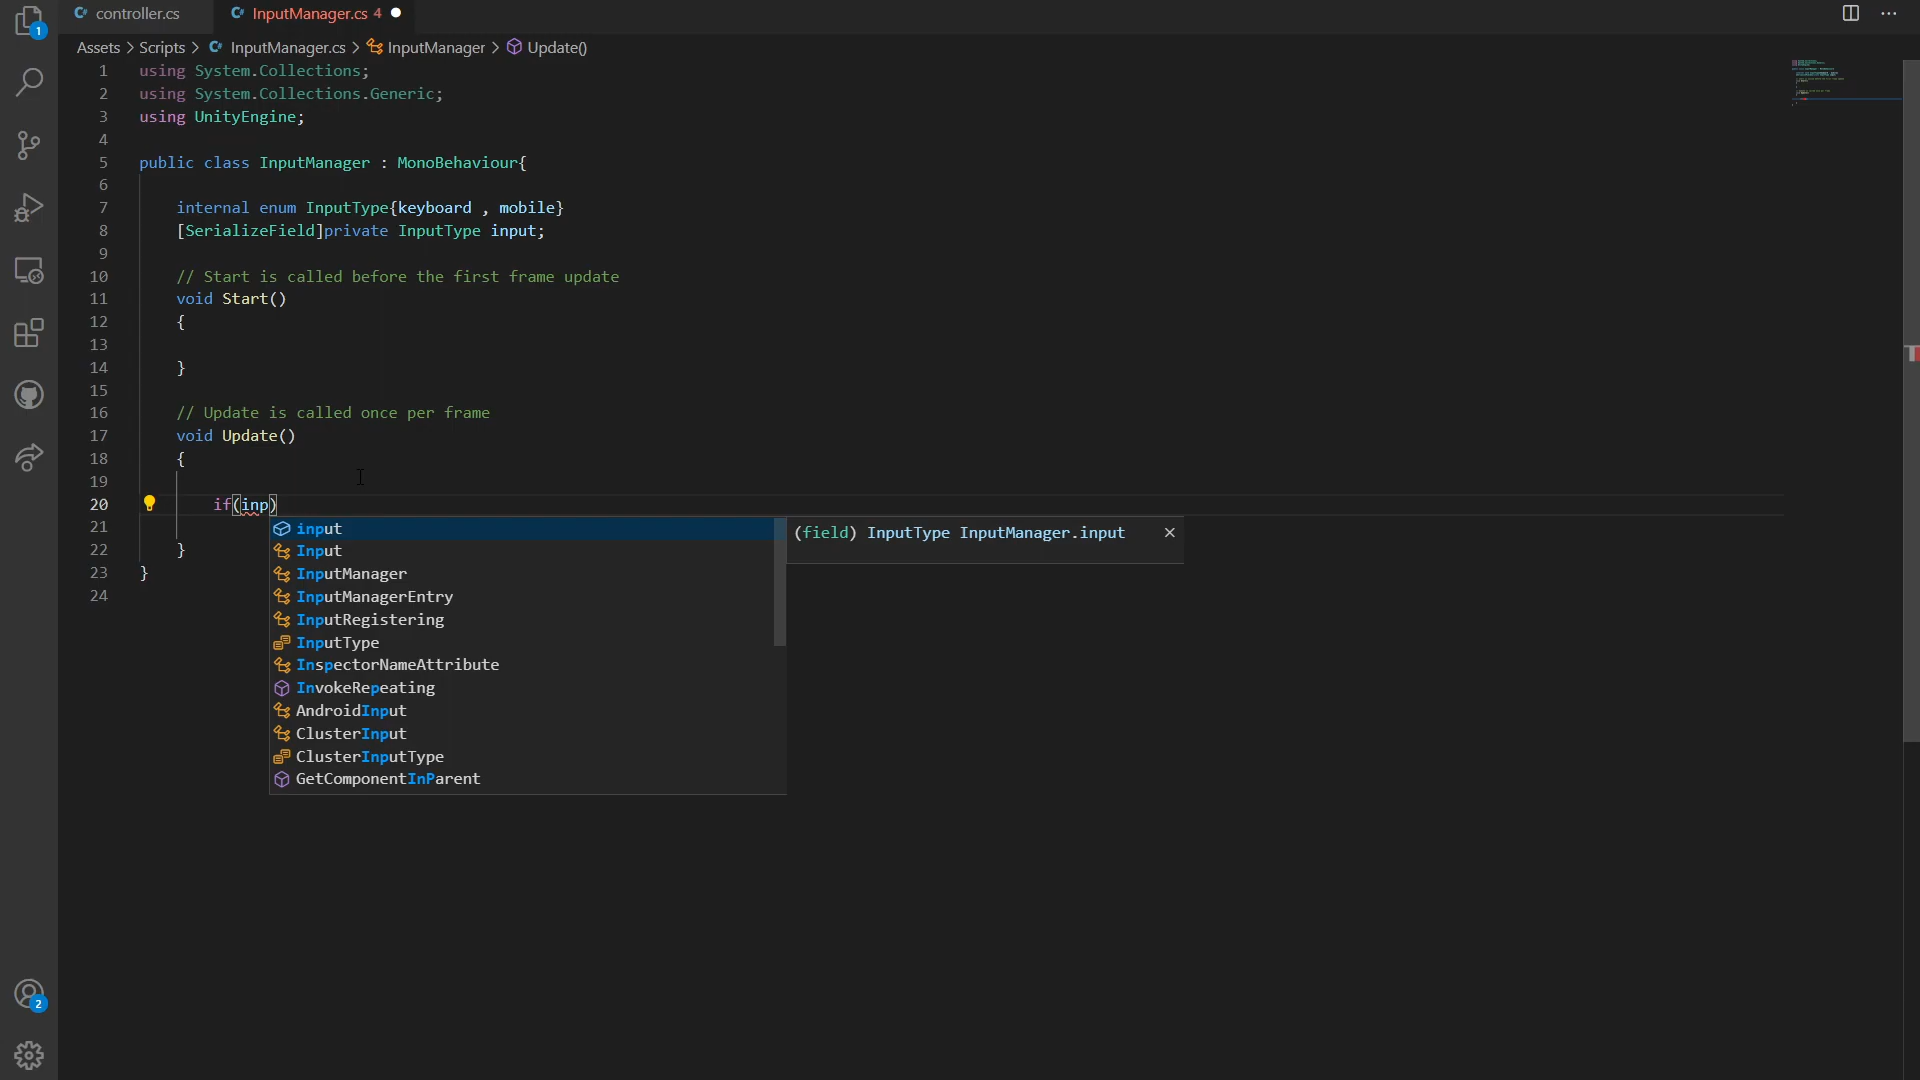 1
C# controller.cs
C# InputManager.cs 4
Assets > Scripts > C# InputManager.cs > InputManager > Update()
1 using System.Collections;
2 using System.Collections.Generic;
3 using UnityEngine;
4
5 public class InputManager : MonoBehaviour{
6
7 internal enum InputType{keyboard , mobile}
8 [SerializeField]private InputType input;
9
10 // Start is called before the first frame update
11 void Start()
12 {
13
14 }
15
16 // Update is called once per frame
17 void Update()
18 {
19
20 if(inp)
21
22 }
23 }
24
input
Input
InputManager
InputManagerEntry
InputRegistering
InputType
InspectorNameAttribute
InvokeRepeating
AndroidInput
ClusterInput
ClusterInputType
GetComponentInParent
(field) InputType InputManager.input
2